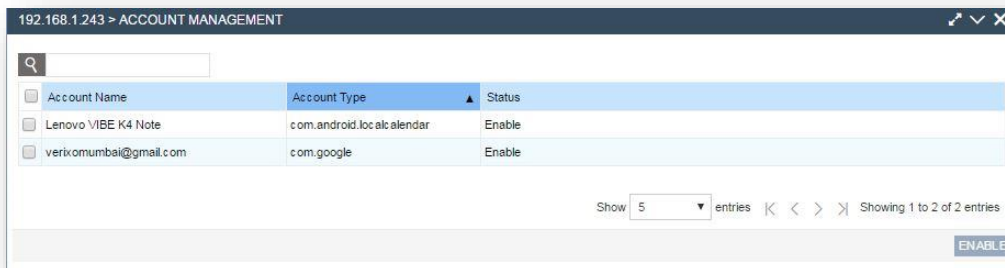 192.168.1.243 > ACCOUNT MANAGEMENT
Account Name Account Type Status
Lenovo VIBE K4 Note com.android.localcalendar Enable
verixomumbai@gmail.com com.google Enable
Show 5 entries Showing 1 to 2 of 2 entries
ENABLE